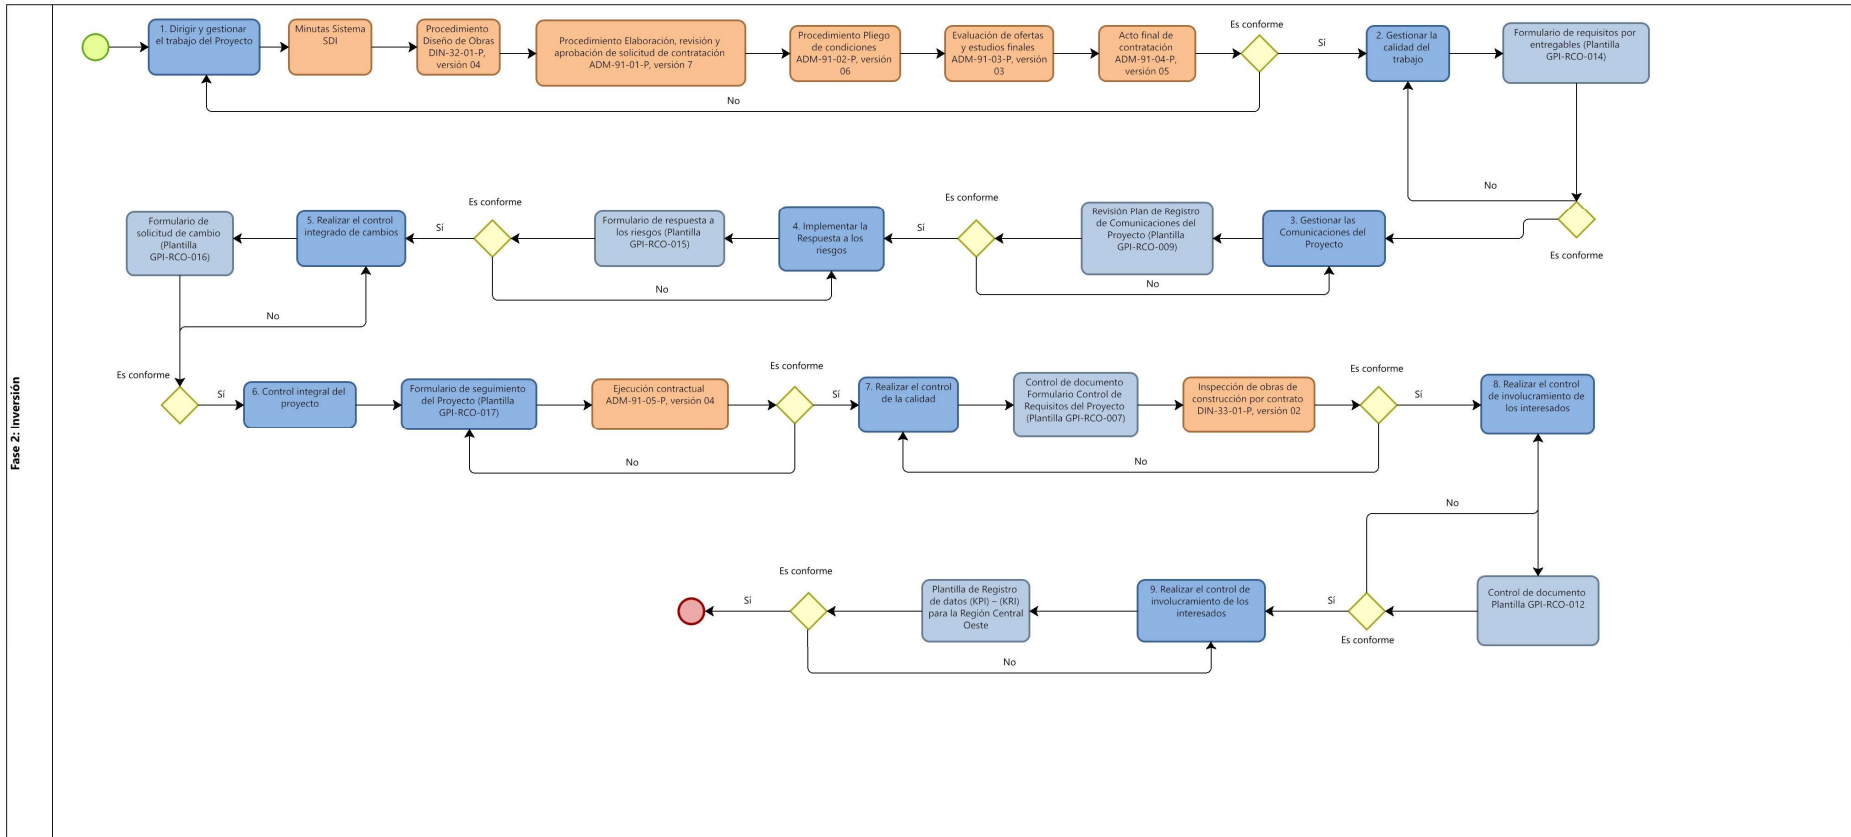 Fase 2: Inversión
1. Dirigir y gestionar
el trabajo del Proyecto
Minutas Sistema
SDI
Procedimiento
Diseño de Obras
DIN-32-01-P,
versión 04
Procedimiento Elaboración, revisión y
aprobación de solicitud de contratación
ADM-91-01-P, versión 7
Procedimiento Pliego
de condiciones
ADM-91-02-P, versión
06
Evaluación de ofertas
y estudios finales
ADM-91-03-P, versión
03
Acto final de
contratación
ADM-91-04-P,
versión 05
Es conforme
Sí
No
2. Gestionar la
calidad del
trabajo
Formulario de requisitos por
entregables (Plantilla
GPI-RCO-014)
No
Es conforme
3. Gestionar las
Comunicaciones del
Proyecto
Revisión Plan de Registro
de Comunicaciones del
Proyecto (Plantilla
GPI-RCO-009)
Es conforme
Sí
No
4. Implementar la
Respuesta a los
riesgos
Formulario de respuesta a
los riesgos (Plantilla
GPI-RCO-015)
Es conforme
Sí
No
5. Realizar el control
integrado de cambios
Formulario de
solicitud de cambio
(Plantilla
GPI-RCO-016)
No
Es conforme
Sí
6. Control integral del
proyecto
Formulario de seguimiento
del Proyecto (Plantilla
GPI-RCO-017)
Ejecución contractual
ADM-91-05-P, versión 04
Es conforme
Sí
No
7. Realizar el control
de la calidad
Control de documento
Formulario Control de
Requisitos del Proyecto
(Plantilla GPI-RCO-007)
Inspección de obras de
construcción por contrato
DIN-33-01-P, versión 02
Es conforme
Sí
No
8. Realizar el control
de involucramiento de
los interesados
No
Control de documento
Plantilla GPI-RCO-012
Sí
Es conforme
9. Realizar el control de
involucramiento de los
interesados
Plantilla de Registro
de datos (KPI) – (KRI)
para la Región Central
Oeste
Es conforme
Sí
No